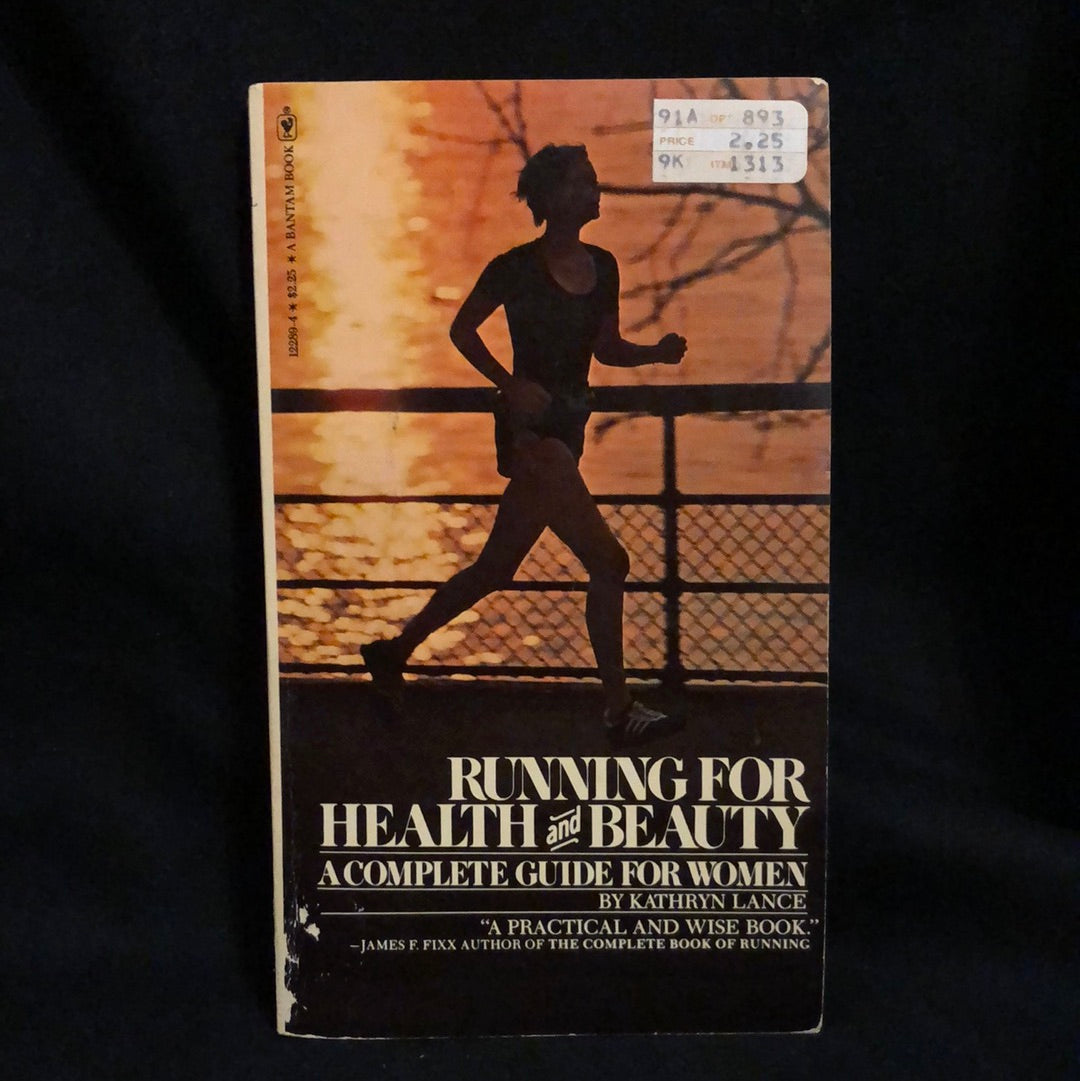 12289-4 ★ $2.25 ★ A BANTAM BOOK ®
91A DPT 893
PRICE 2.25
9K ITM 1313
RUNNING FOR
HEALTH and BEAUTY
A COMPLETE GUIDE FOR WOMEN
BY KATHRYN LANCE
“A PRACTICAL AND WISE BOOK.”
—JAMES F. FIXX AUTHOR OF THE COMPLETE BOOK OF RUNNING